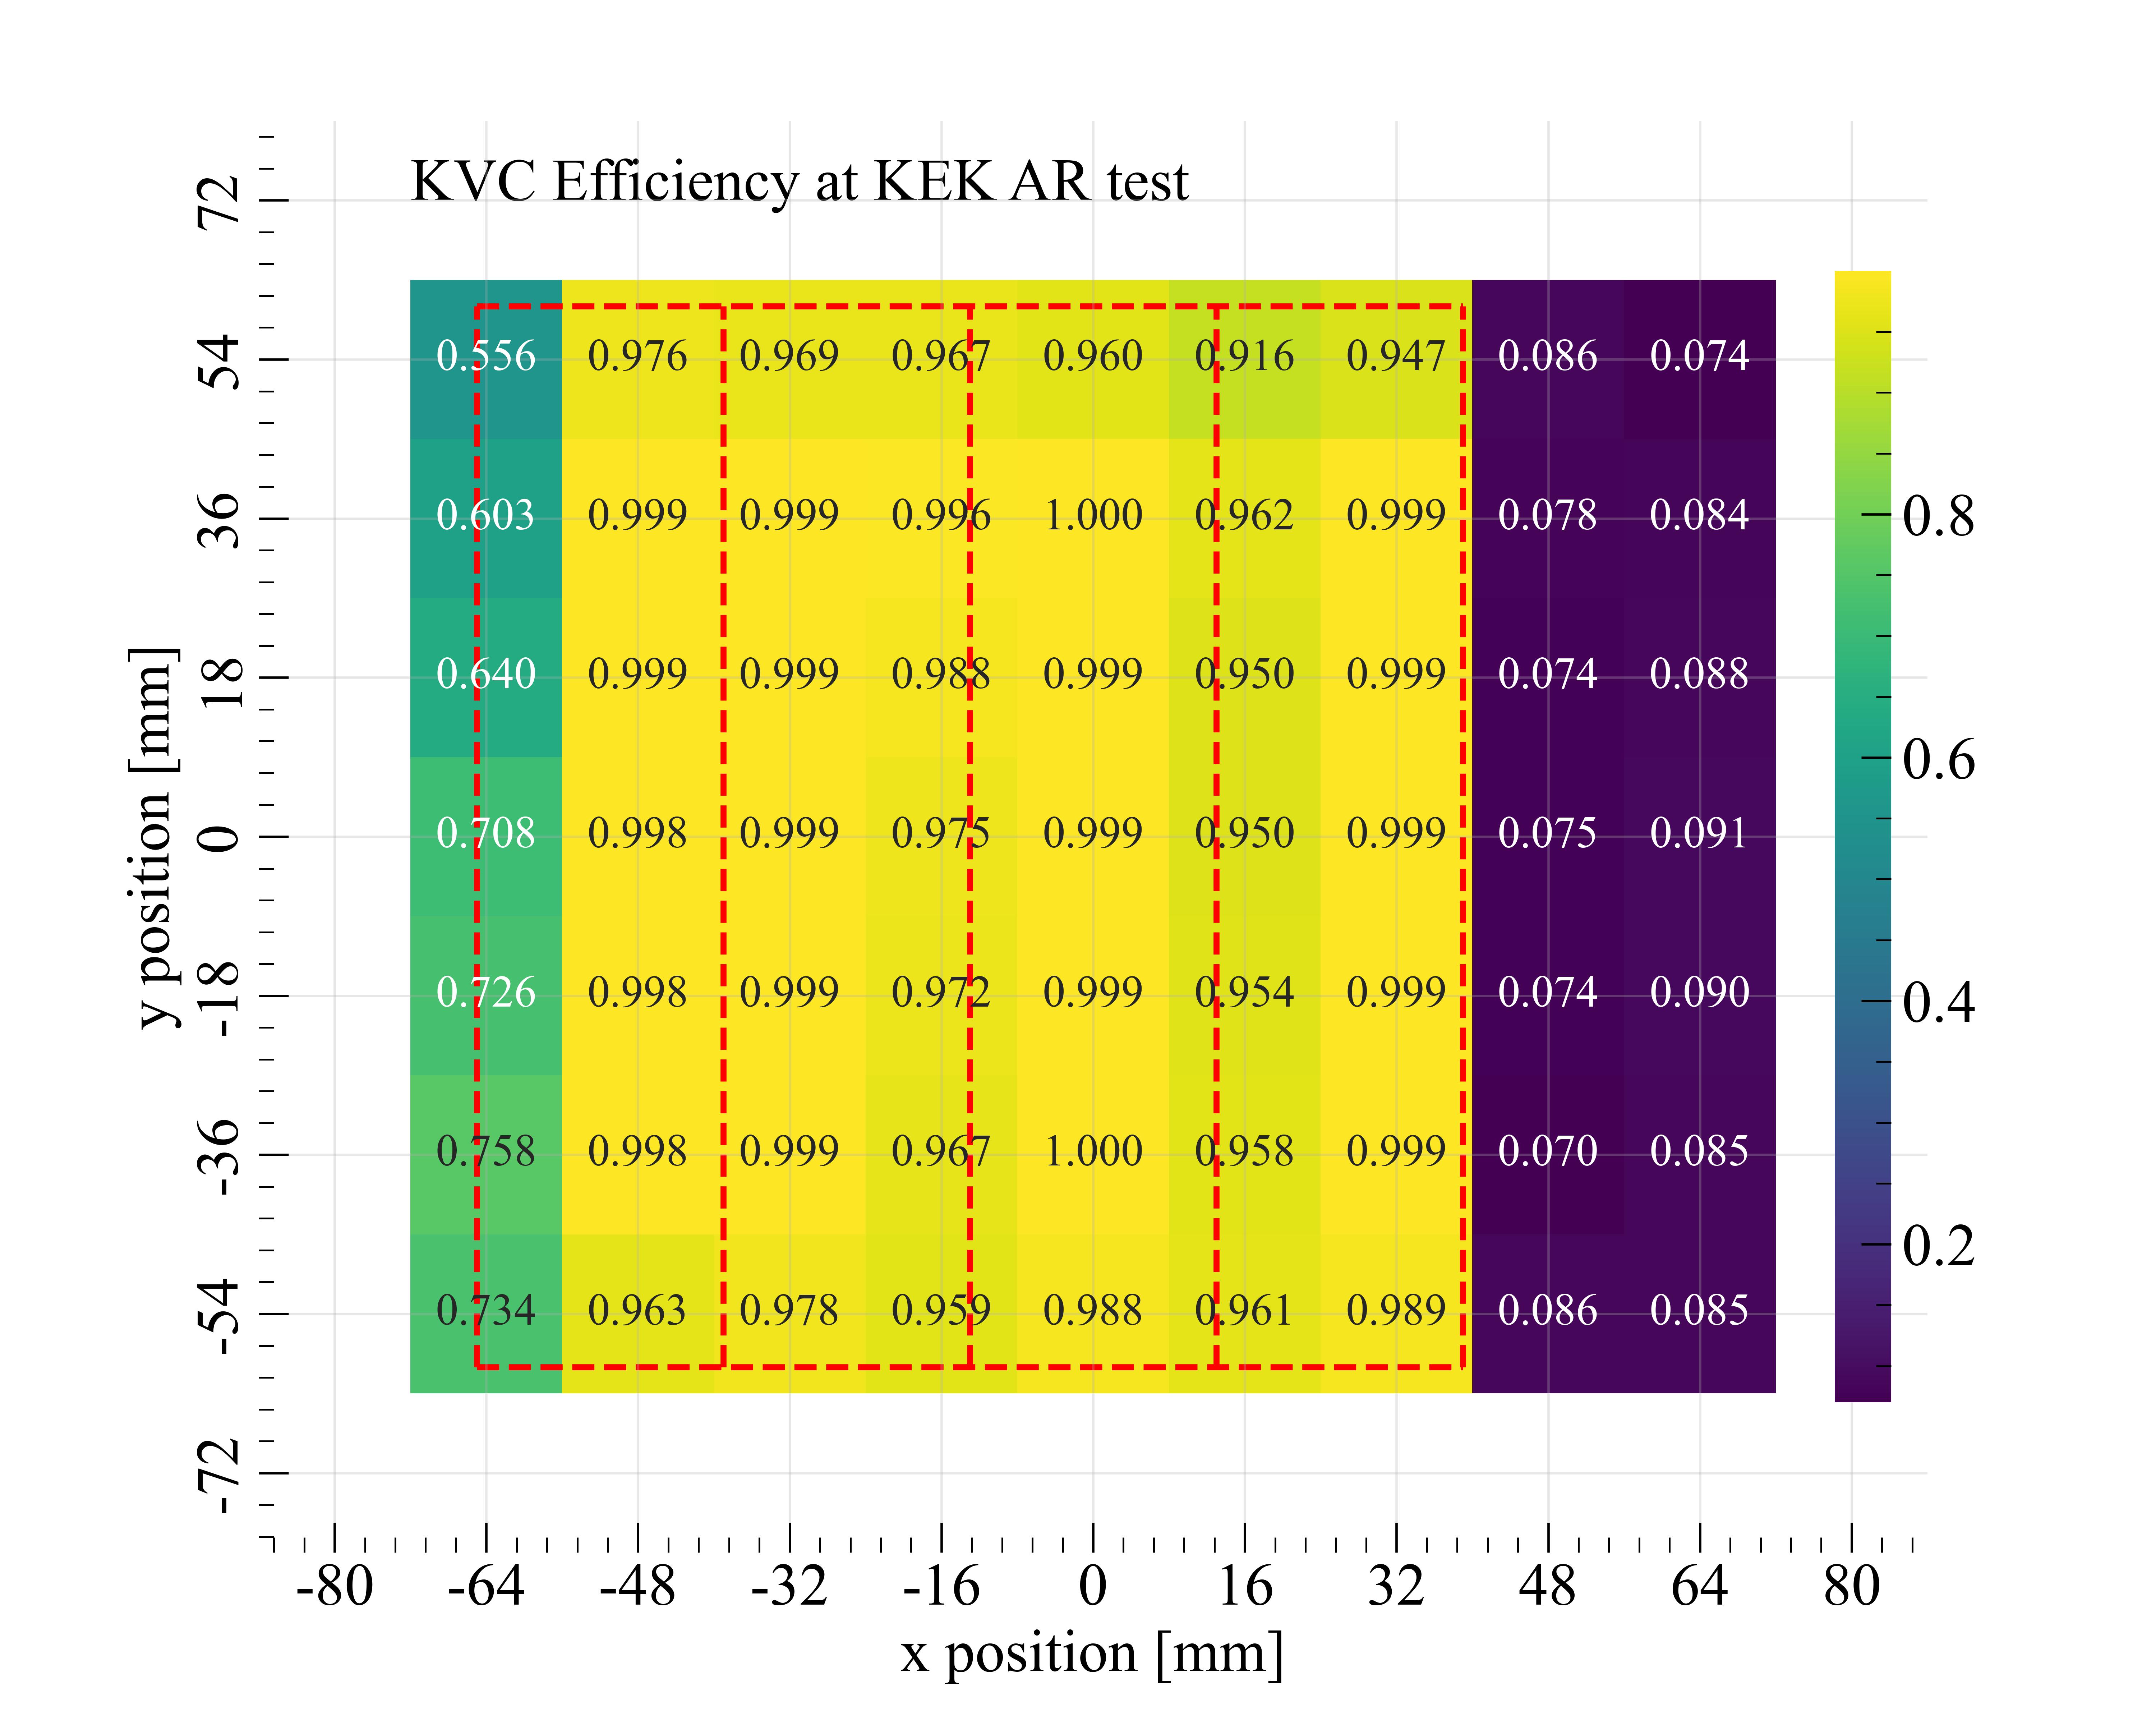 KVC Efficiency at KEK AR test
72
54 0.556 0.976 0.969 0.967 0.960 0.916 0.947 0.086 0.074
36 0.603 0.999 0.999 0.996 1.000 0.962 0.999 0.078 0.084
18 0.640 0.999 0.999 0.988 0.999 0.950 0.999 0.074 0.088
0 0.708 0.998 0.999 0.975 0.999 0.950 0.999 0.075 0.091
-18 0.726 0.998 0.999 0.972 0.999 0.954 0.999 0.074 0.090
-36 0.758 0.998 0.999 0.967 1.000 0.958 0.999 0.070 0.085
-54 0.734 0.963 0.978 0.959 0.988 0.961 0.989 0.086 0.085
-72
y position [mm]
-80 -64 -48 -32 -16 0 16 32 48 64 80
x position [mm]
0.8
0.6
0.4
0.2